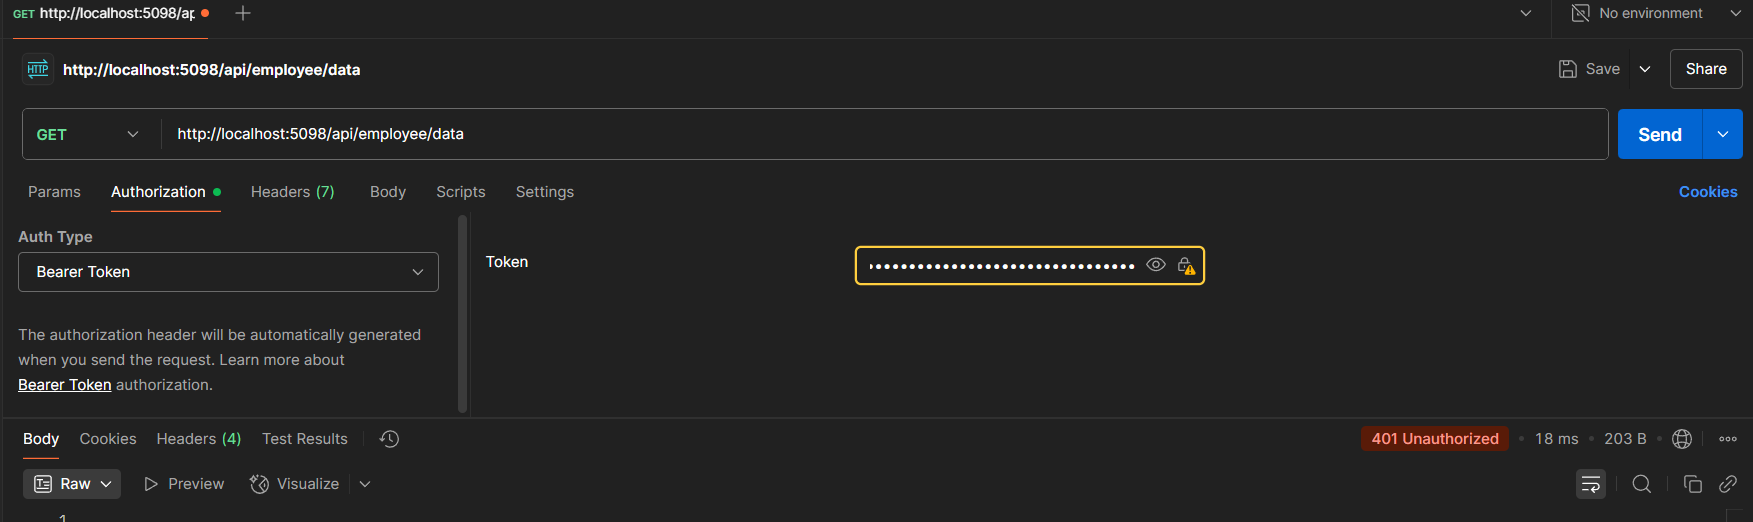 GET http://localhost:5098/ap
No environment
HTTP http://localhost:5098/api/employee/data
Save
Share
GET http://localhost:5098/api/employee/data
Send
Params Authorization Headers (7) Body Scripts Settings
Cookies
Auth Type
Bearer Token
Token
The authorization header will be automatically generated
when you send the request. Learn more about
Bearer Token authorization.
Body Cookies Headers (4) Test Results
401 Unauthorized • 18 ms • 203 B •
Raw Preview Visualize
1